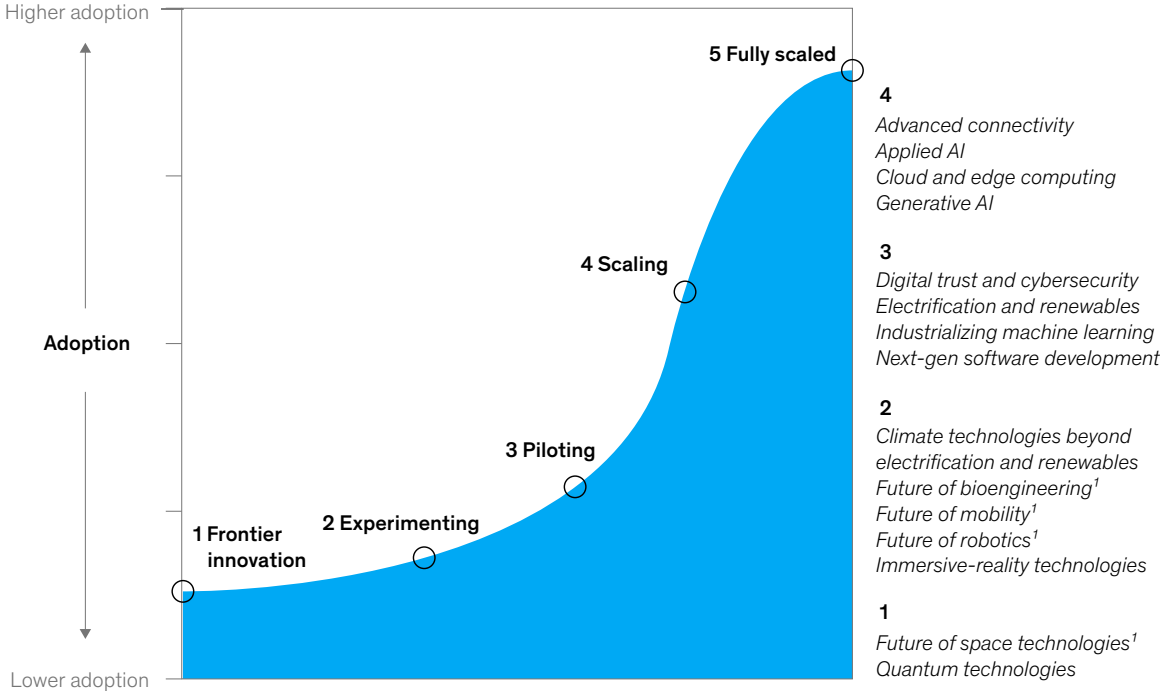 Higher adoption
Adoption
Lower adoption
5 Fully scaled
4 Scaling
3 Piloting
2 Experimenting
1 Frontier
innovation
4
Advanced connectivity
Applied AI
Cloud and edge computing
Generative AI
3
Digital trust and cybersecurity
Electrification and renewables
Industrializing machine learning
Next-gen software development
2
Climate technologies beyond
electrification and renewables
Future of bioengineering¹
Future of mobility¹
Future of robotics¹
Immersive-reality technologies
1
Future of space technologies¹
Quantum technologies